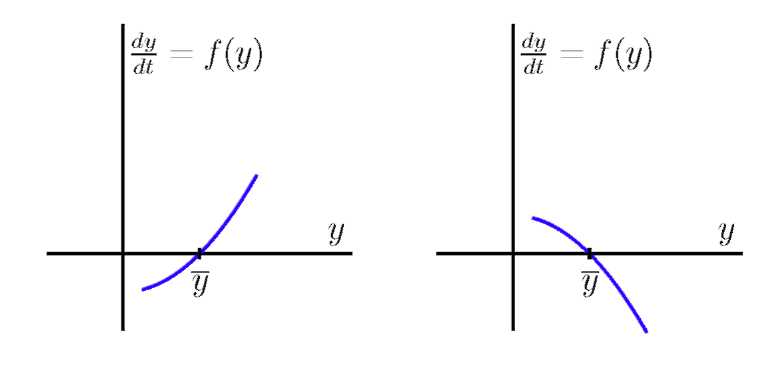 dy/dt = f(y)
y
y̅
dy/dt = f(y)
y
y̅